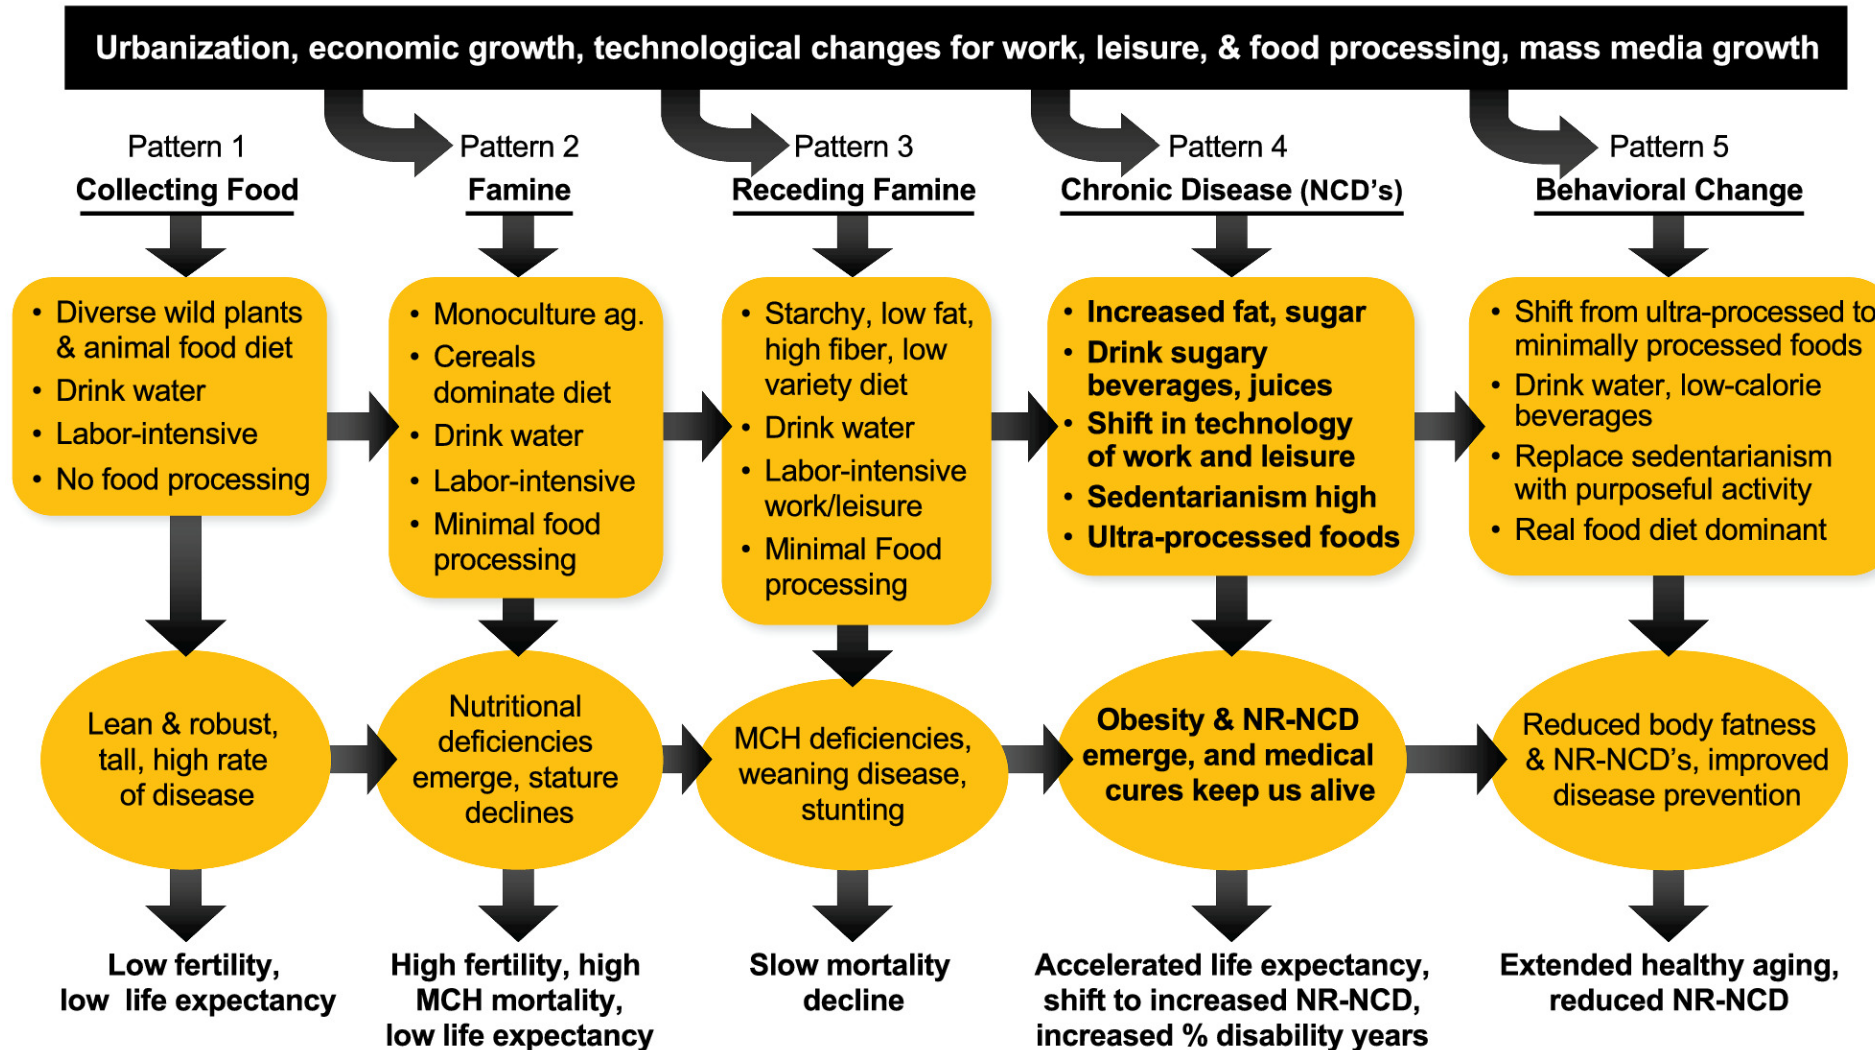 Urbanization, economic growth, technological changes for work, leisure, & food processing, mass media growth
Pattern 1
Collecting Food
• Diverse wild plants
& animal food diet
• Drink water
• Labor-intensive
• No food processing
Lean & robust,
tall, high rate
of disease
Low fertility,
low life expectancy
Pattern 2
Famine
• Monoculture ag.
• Cereals
dominate diet
• Drink water
• Labor-intensive
• Minimal food
processing
Nutritional
deficiencies
emerge, stature
declines
High fertility, high
MCH mortality,
low life expectancy
Pattern 3
Receding Famine
• Starchy, low fat,
high fiber, low
variety diet
• Drink water
• Labor-intensive
work/leisure
• Minimal Food
processing
MCH deficiencies,
weaning disease,
stunting
Slow mortality
decline
Pattern 4
Chronic Disease (NCD's)
• Increased fat, sugar
• Drink sugary
beverages, juices
• Shift in technology
of work and leisure
• Sedentarianism high
• Ultra-processed foods
Obesity & NR-NCD
emerge, and medical
cures keep us alive
Accelerated life expectancy,
shift to increased NR-NCD,
increased % disability years
Pattern 5
Behavioral Change
• Shift from ultra-processed to
minimally processed foods
• Drink water, low-calorie
beverages
• Replace sedentarianism
with purposeful activity
• Real food diet dominant
Reduced body fatness
& NR-NCD's, improved
disease prevention
Extended healthy aging,
reduced NR-NCD